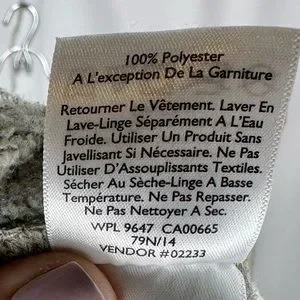 100% Polyester
A L'exception De La Garniture
Retourner Le Vêtement. Laver En
Lave-Linge Séparément A L'Eau
Froide. Utiliser Un Produit Sans
Javellisant Si Nécessaire. Ne Pas
Utiliser D'Assouplissants Textiles.
Sécher Au Sèche-Linge A Basse
Température. Ne Pas Repasser.
Ne Pas Nettoyer A Sec.
WPL 9647 CA00665
79N/14
VENDOR #02233